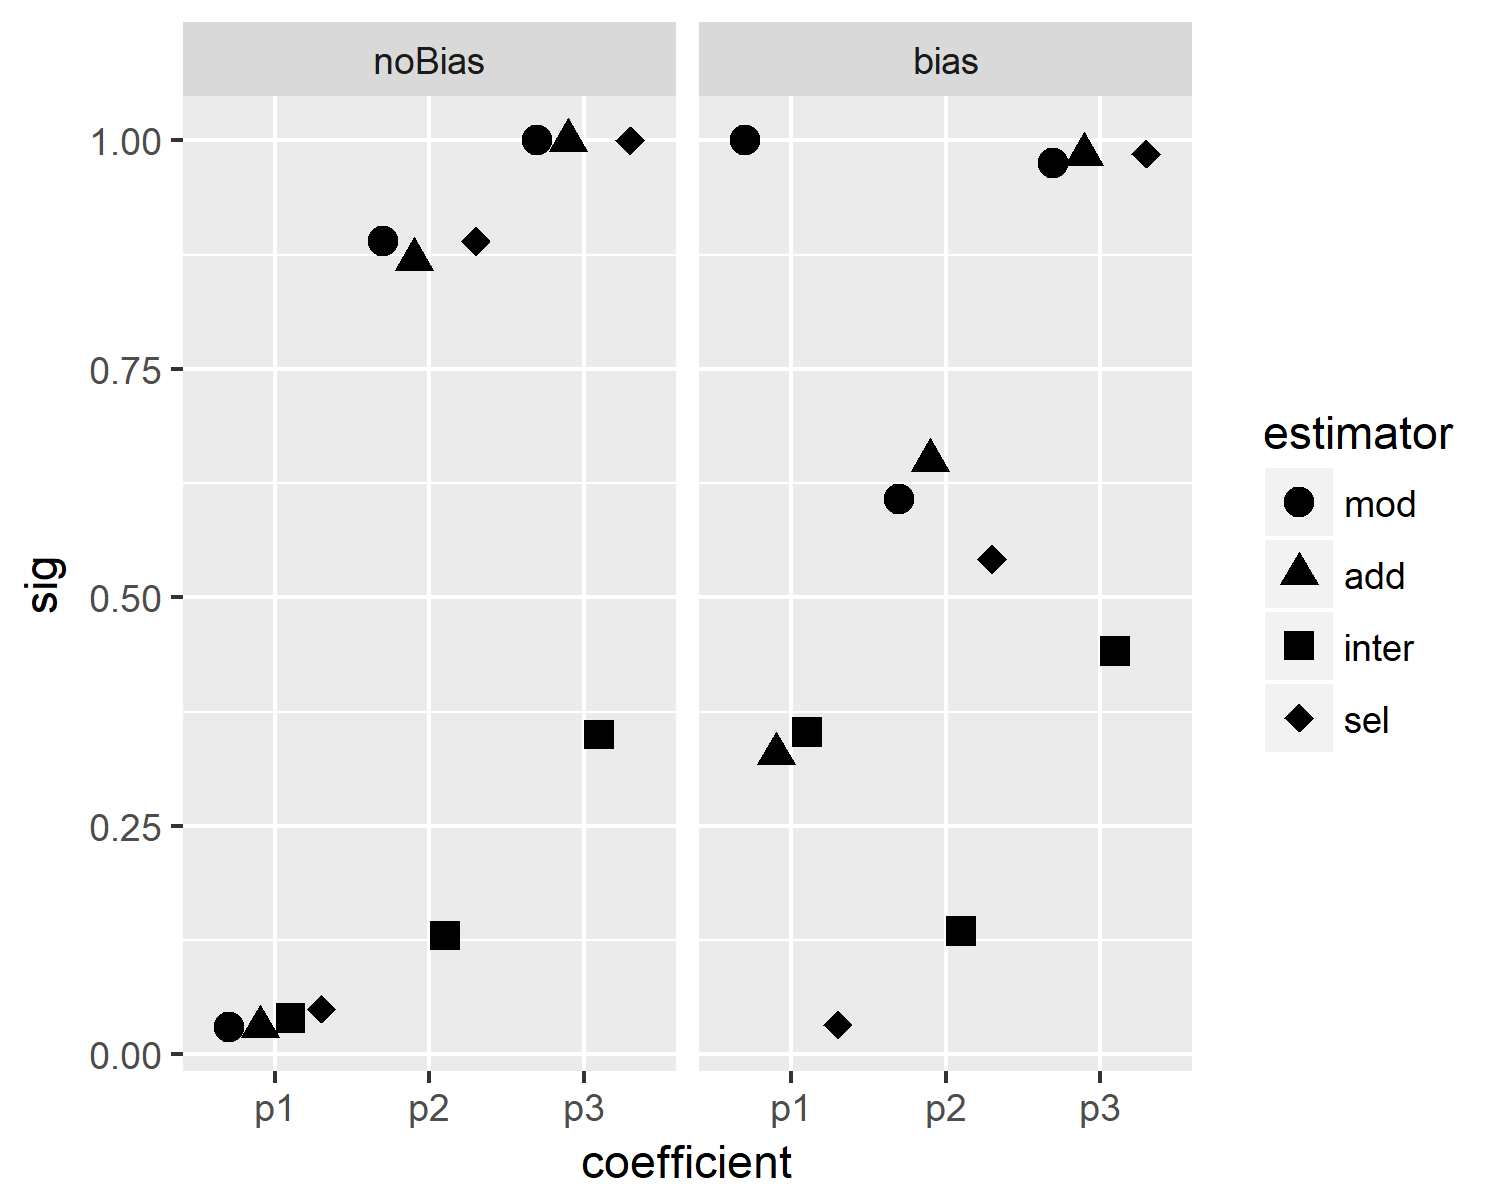 noBias
bias
1.00
0.75
0.50
0.25
0.00
sig
p1
p2
p3
p1
p2
p3
coefficient
estimator
mod
add
inter
sel